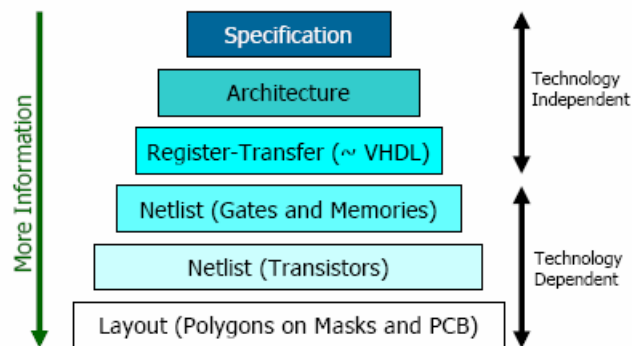 Specification
Architecture
Technology
Independent
Register-Transfer (~ VHDL)
More Information
Netlist (Gates and Memories)
Netlist (Transistors)
Technology
Dependent
Layout (Polygons on Masks and PCB)